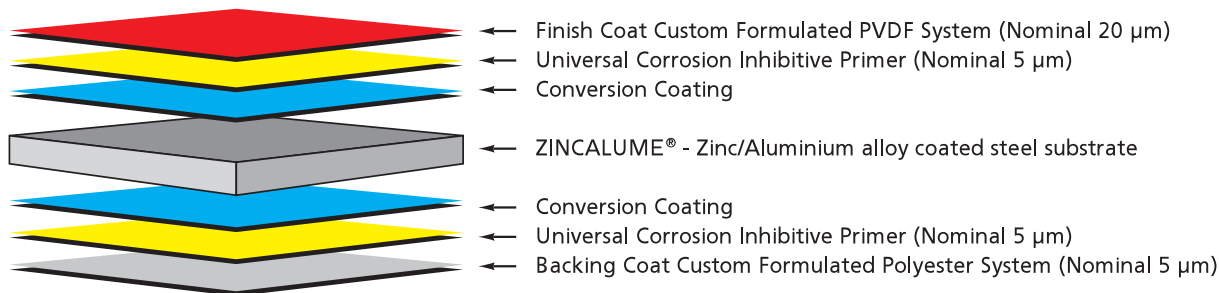 Finish Coat Custom Formulated PVDF System (Nominal 20 µm)
Universal Corrosion Inhibitive Primer (Nominal 5 µm)
Conversion Coating
ZINCALUME® - Zinc/Aluminium alloy coated steel substrate
Conversion Coating
Universal Corrosion Inhibitive Primer (Nominal 5 µm)
Backing Coat Custom Formulated Polyester System (Nominal 5 µm)